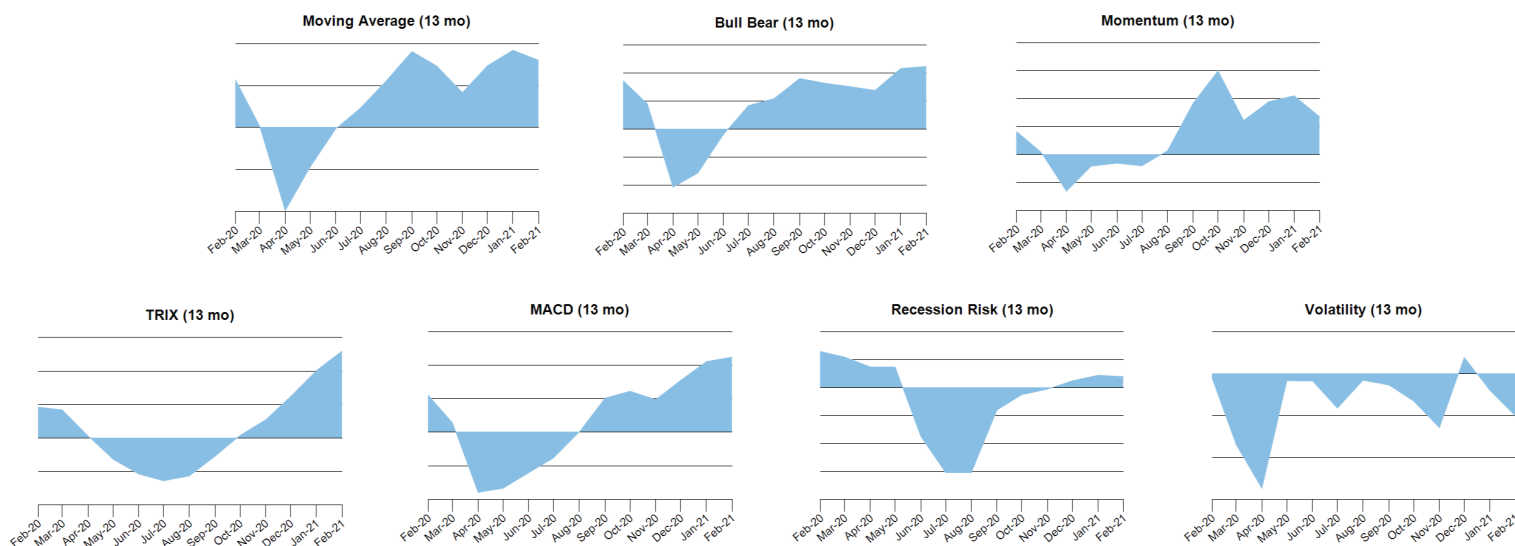 Moving Average (13 mo)
Feb-20
Mar-20
Apr-20
May-20
Jun-20
Jul-20
Aug-20
Sep-20
Oct-20
Nov-20
Dec-20
Jan-21
Feb-21
Bull Bear (13 mo)
Feb-20
Mar-20
Apr-20
May-20
Jun-20
Jul-20
Aug-20
Sep-20
Oct-20
Nov-20
Dec-20
Jan-21
Feb-21
Momentum (13 mo)
Feb-20
Mar-20
Apr-20
May-20
Jun-20
Jul-20
Aug-20
Sep-20
Oct-20
Nov-20
Dec-20
Jan-21
Feb-21
TRIX (13 mo)
Feb-20
Mar-20
Apr-20
May-20
Jun-20
Jul-20
Aug-20
Sep-20
Oct-20
Nov-20
Dec-20
Jan-21
Feb-21
MACD (13 mo)
Feb-20
Mar-20
Apr-20
May-20
Jun-20
Jul-20
Aug-20
Sep-20
Oct-20
Nov-20
Dec-20
Jan-21
Feb-21
Recession Risk (13 mo)
Feb-20
Mar-20
Apr-20
May-20
Jun-20
Jul-20
Aug-20
Sep-20
Oct-20
Nov-20
Dec-20
Jan-21
Feb-21
Volatility (13 mo)
Feb-20
Mar-20
Apr-20
May-20
Jun-20
Jul-20
Aug-20
Sep-20
Oct-20
Nov-20
Dec-20
Jan-21
Feb-21